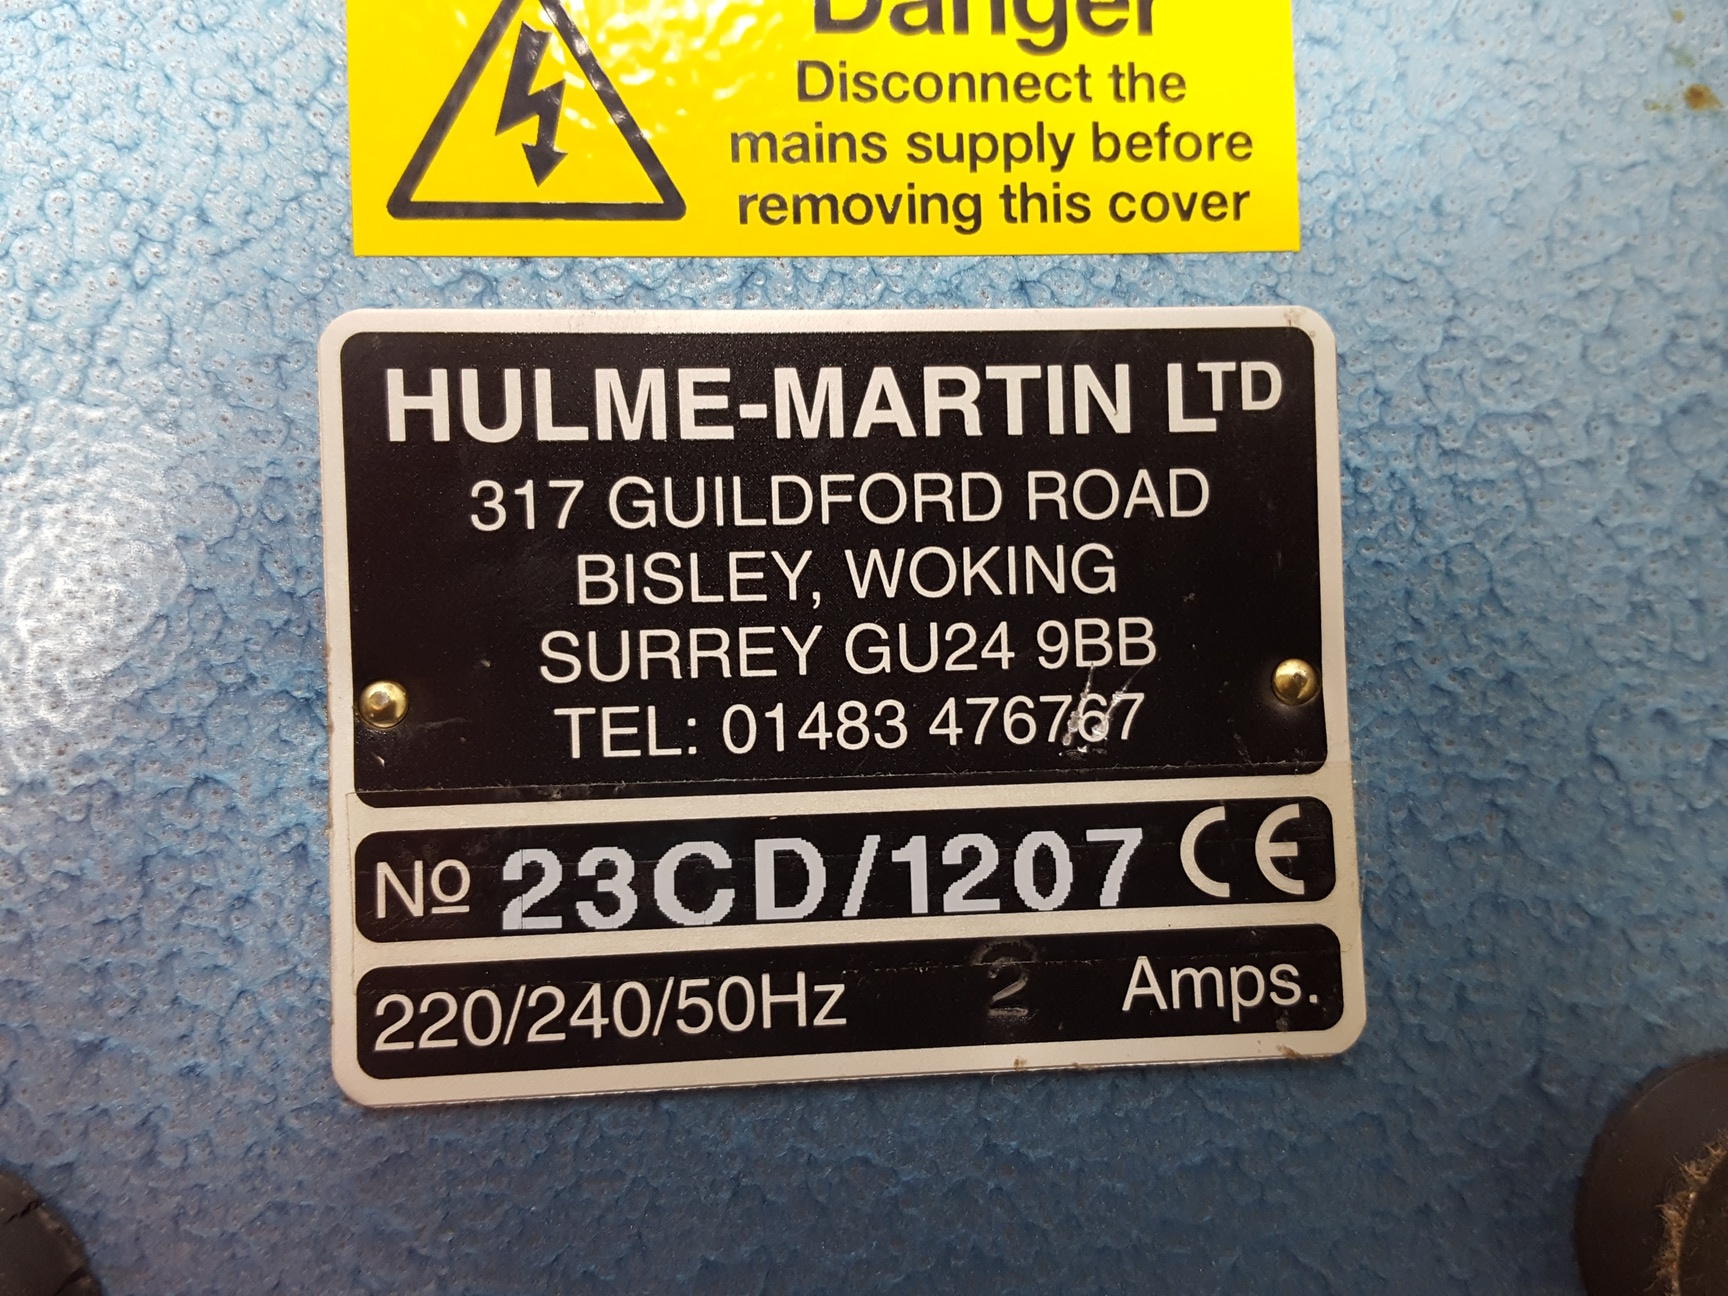 Danger
Disconnect the
mains supply before
removing this cover
HULME-MARTIN LTD
317 GUILDFORD ROAD
BISLEY, WOKING
SURREY GU24 9BB
TEL: 01483 476767
Nº 23CD/1207 CE
220/240/50Hz 2 Amps.